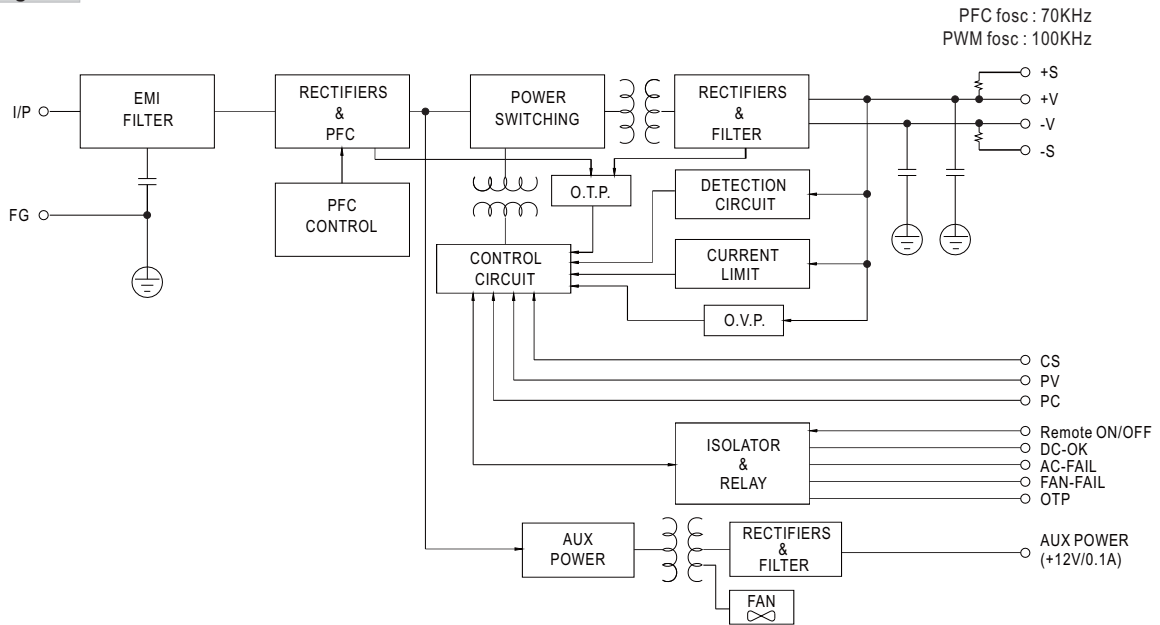 PFC fosc : 70KHz
PWM fosc : 100KHz
I/P
EMI
FILTER
RECTIFIERS
&
PFC
POWER
SWITCHING
RECTIFIERS
&
FILTER
+S
+V
-V
-S
FG
PFC
CONTROL
O.T.P.
DETECTION
CIRCUIT
CONTROL
CIRCUIT
CURRENT
LIMIT
O.V.P.
CS
PV
PC
ISOLATOR
&
RELAY
Remote ON/OFF
DC-OK
AC-FAIL
FAN-FAIL
OTP
AUX
POWER
RECTIFIERS
&
FILTER
AUX POWER
(+12V/0.1A)
FAN